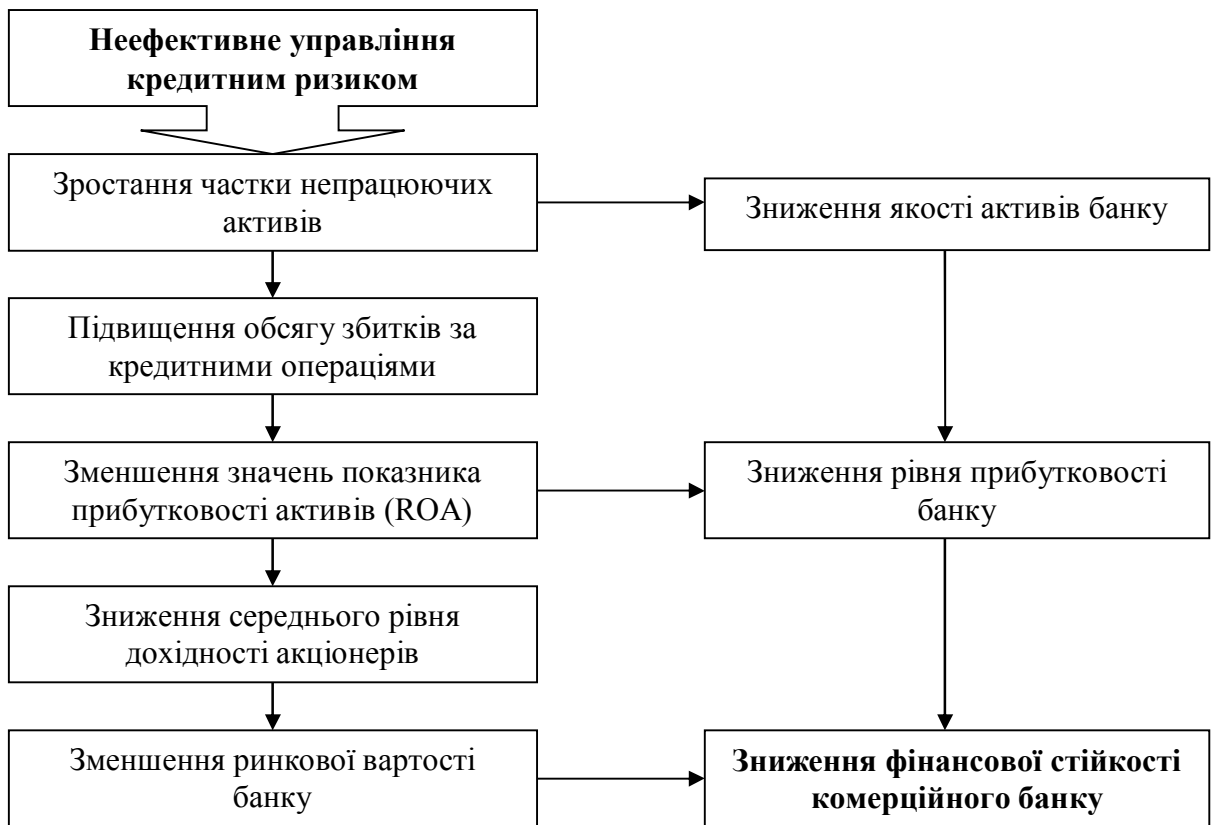 Неефективне управління
кредитним ризиком
Зростання частки непрацюючих
активів
Зниження якості активів банку
Підвищення обсягу збитків за
кредитними операціями
Зменшення значень показника
прибутковості активів (ROA)
Зниження рівня прибутковості
банку
Зниження середнього рівня
дохідності акціонерів
Зменшення ринкової вартості
банку
Зниження фінансової стійкості
комерційного банку